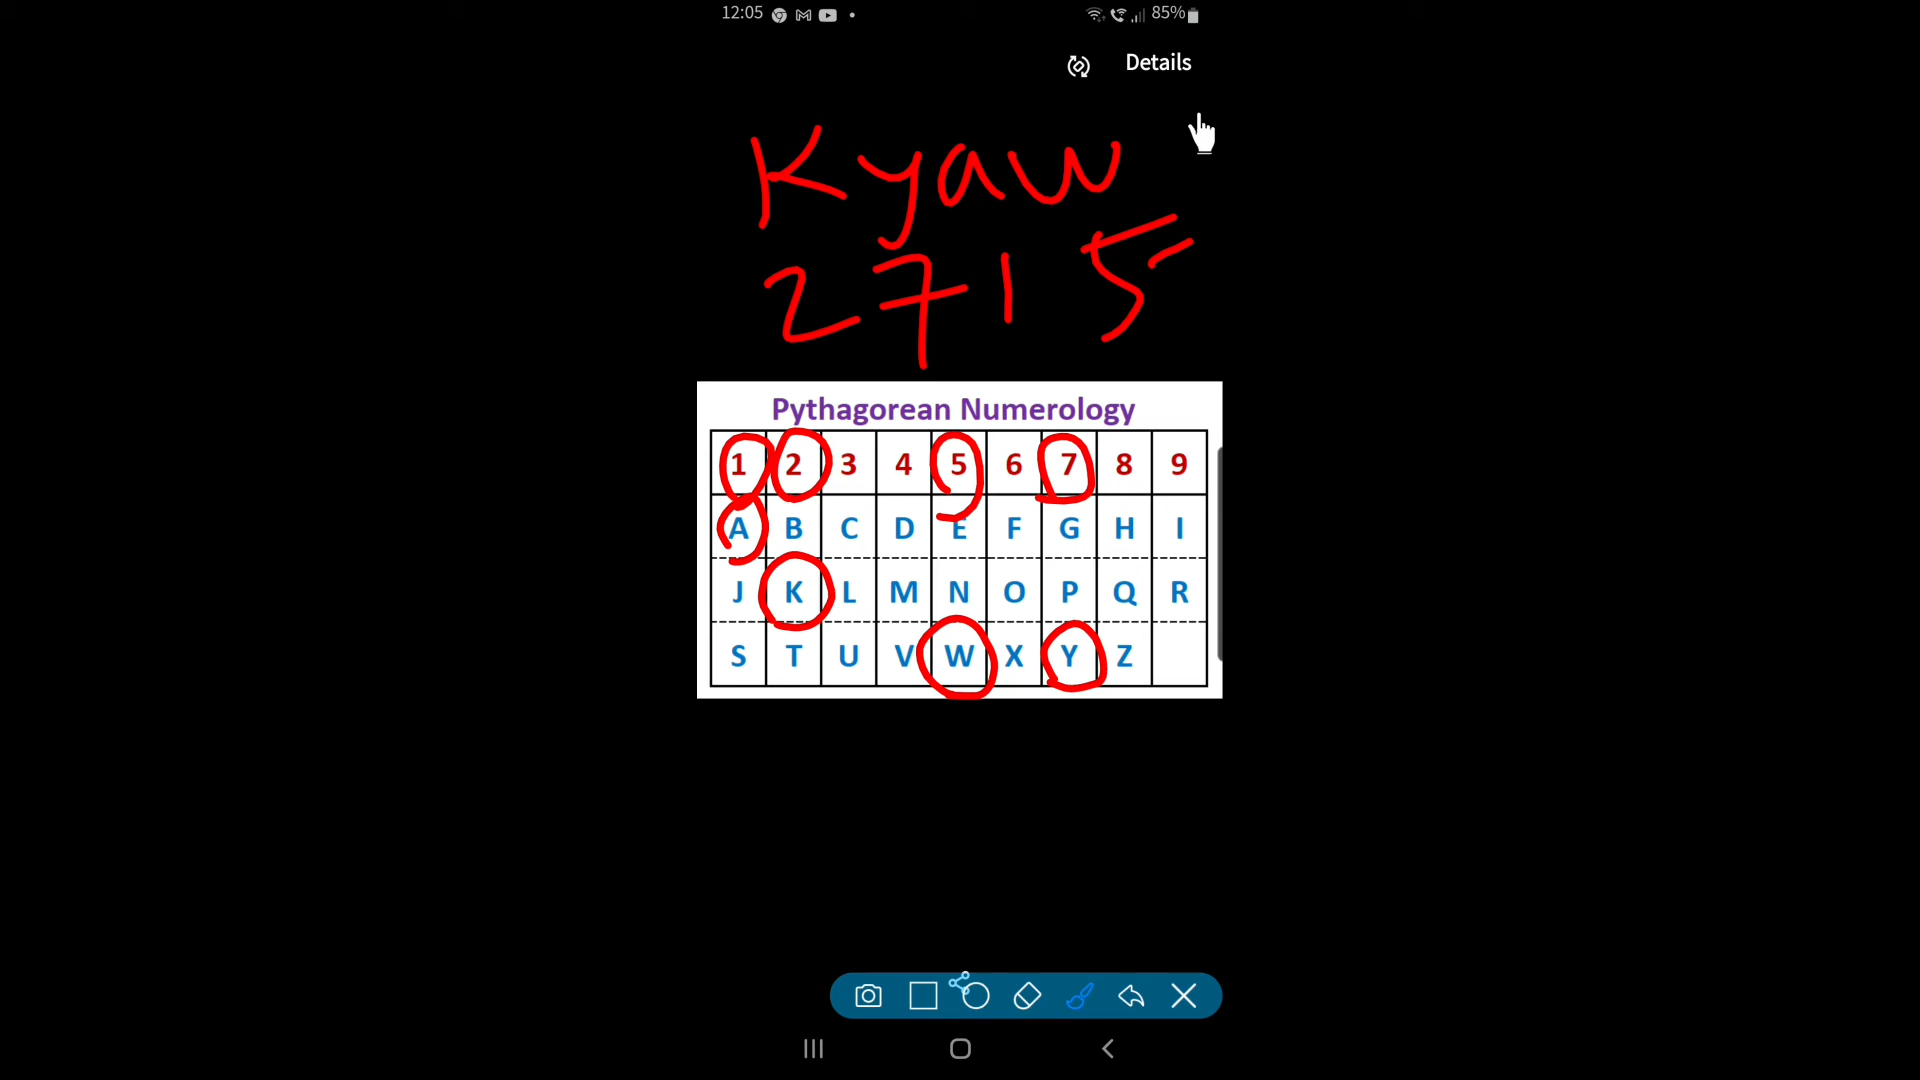 12:05 85%
Details
Kyaw
2715
Pythagorean Numerology
1 2 3 4 5 6 7 8 9
A B C D E F G H I
J K L M N O P Q R
S T U V W X Y Z